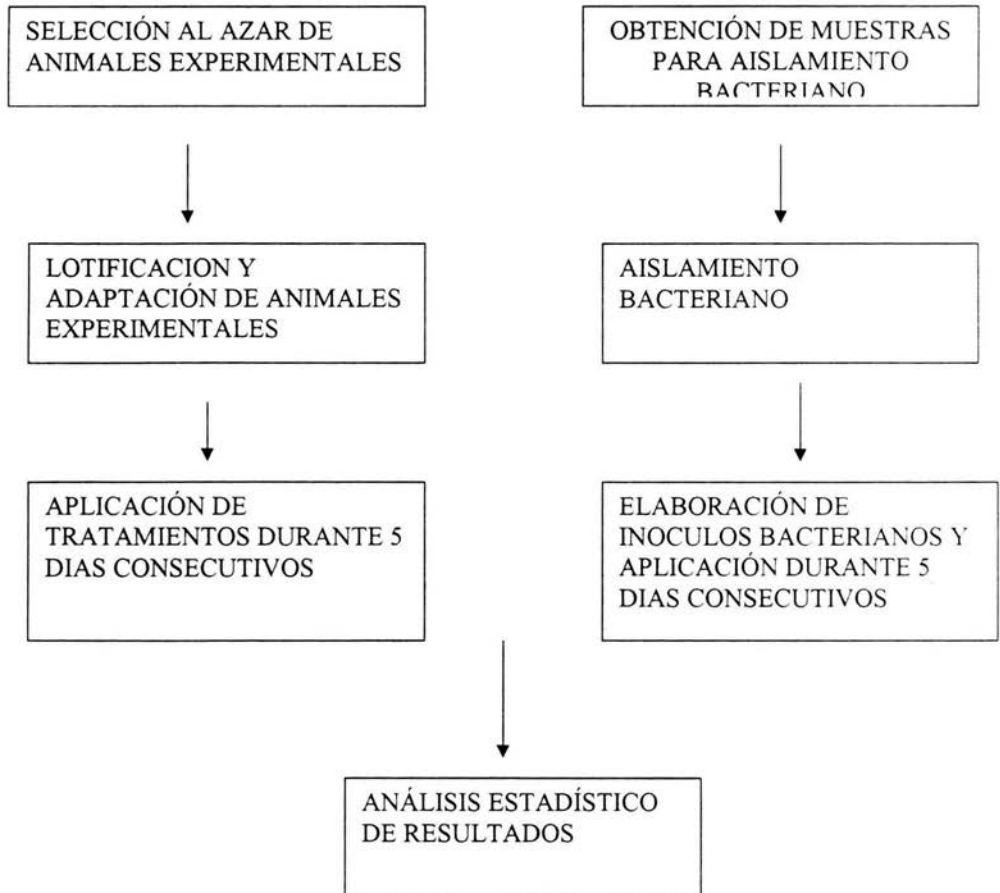 SELECCIÓN AL AZAR DE
ANIMALES EXPERIMENTALES
OBTENCIÓN DE MUESTRAS
PARA AISLAMIENTO
BACTERIANO
LOTIFICACION Y
ADAPTACIÓN DE ANIMALES
EXPERIMENTALES
AISLAMIENTO
BACTERIANO
APLICACIÓN DE
TRATAMIENTOS DURANTE 5
DIAS CONSECUTIVOS
ELABORACIÓN DE
INOCULOS BACTERIANOS Y
APLICACIÓN DURANTE 5
DIAS CONSECUTIVOS
ANÁLISIS ESTADÍSTICO
DE RESULTADOS